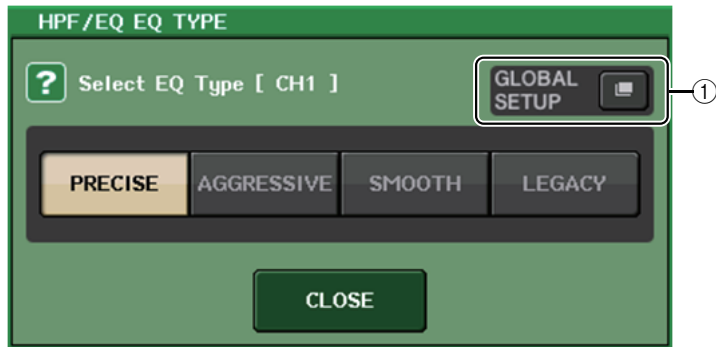 HPF/EQ EQ TYPE
? Select EQ Type [ CH1 ]
GLOBAL
SETUP
①
PRECISE AGGRESSIVE SMOOTH LEGACY
CLOSE